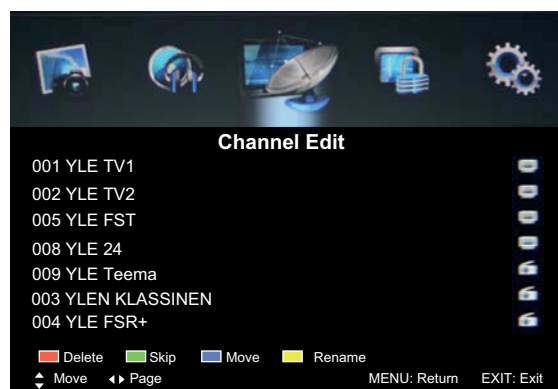 Channel Edit
001 YLE TV1
002 YLE TV2
005 YLE FST
008 YLE 24
009 YLE Teema
003 YLEN KLASSINEN
004 YLE FSR+
Delete Skip Move Rename
Move Page MENU: Return EXIT: Exit